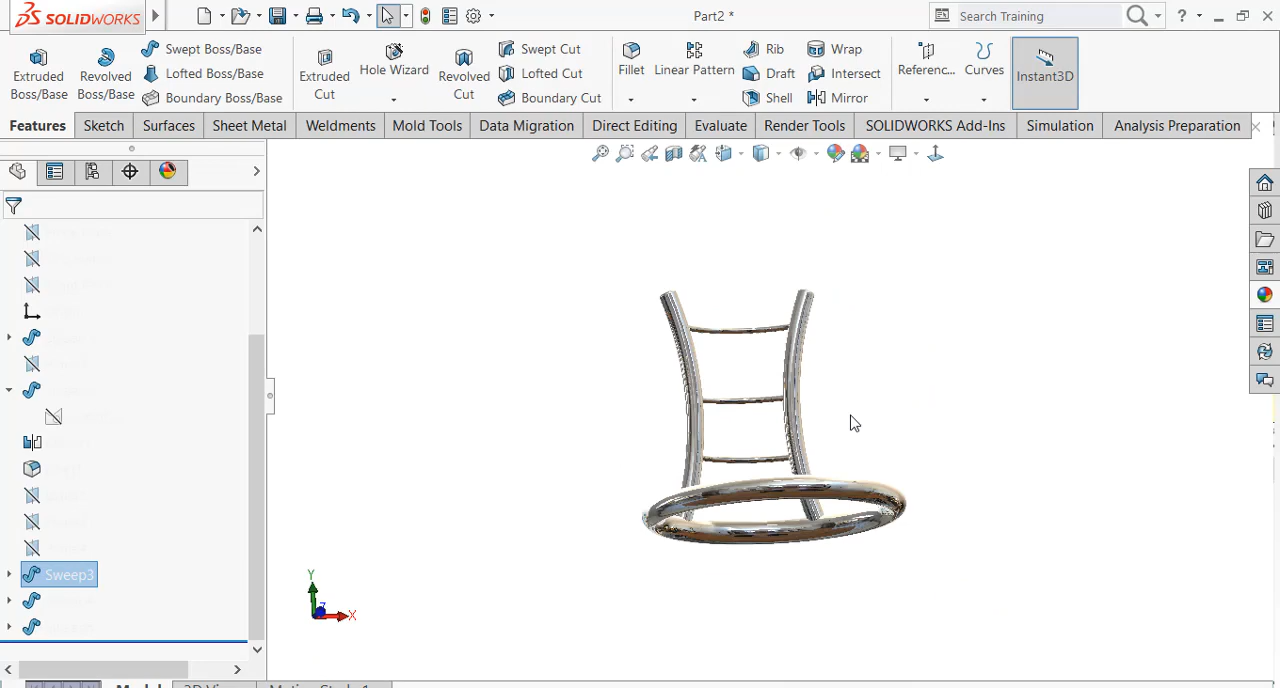 SOLIDWORKS
Part2 *
Search Training
?
Extruded Boss/Base
Revolved Boss/Base
Swept Boss/Base
Lofted Boss/Base
Boundary Boss/Base
Extruded Cut
Hole Wizard
Revolved Cut
Swept Cut
Lofted Cut
Boundary Cut
Fillet
Linear Pattern
Rib
Draft
Shell
Wrap
Intersect
Mirror
Referenc...
Curves
Instant3D
Features
Sketch
Surfaces
Sheet Metal
Weldments
Mold Tools
Data Migration
Direct Editing
Evaluate
Render Tools
SOLIDWORKS Add-Ins
Simulation
Analysis Preparation
Sweep3
Y
Z
X